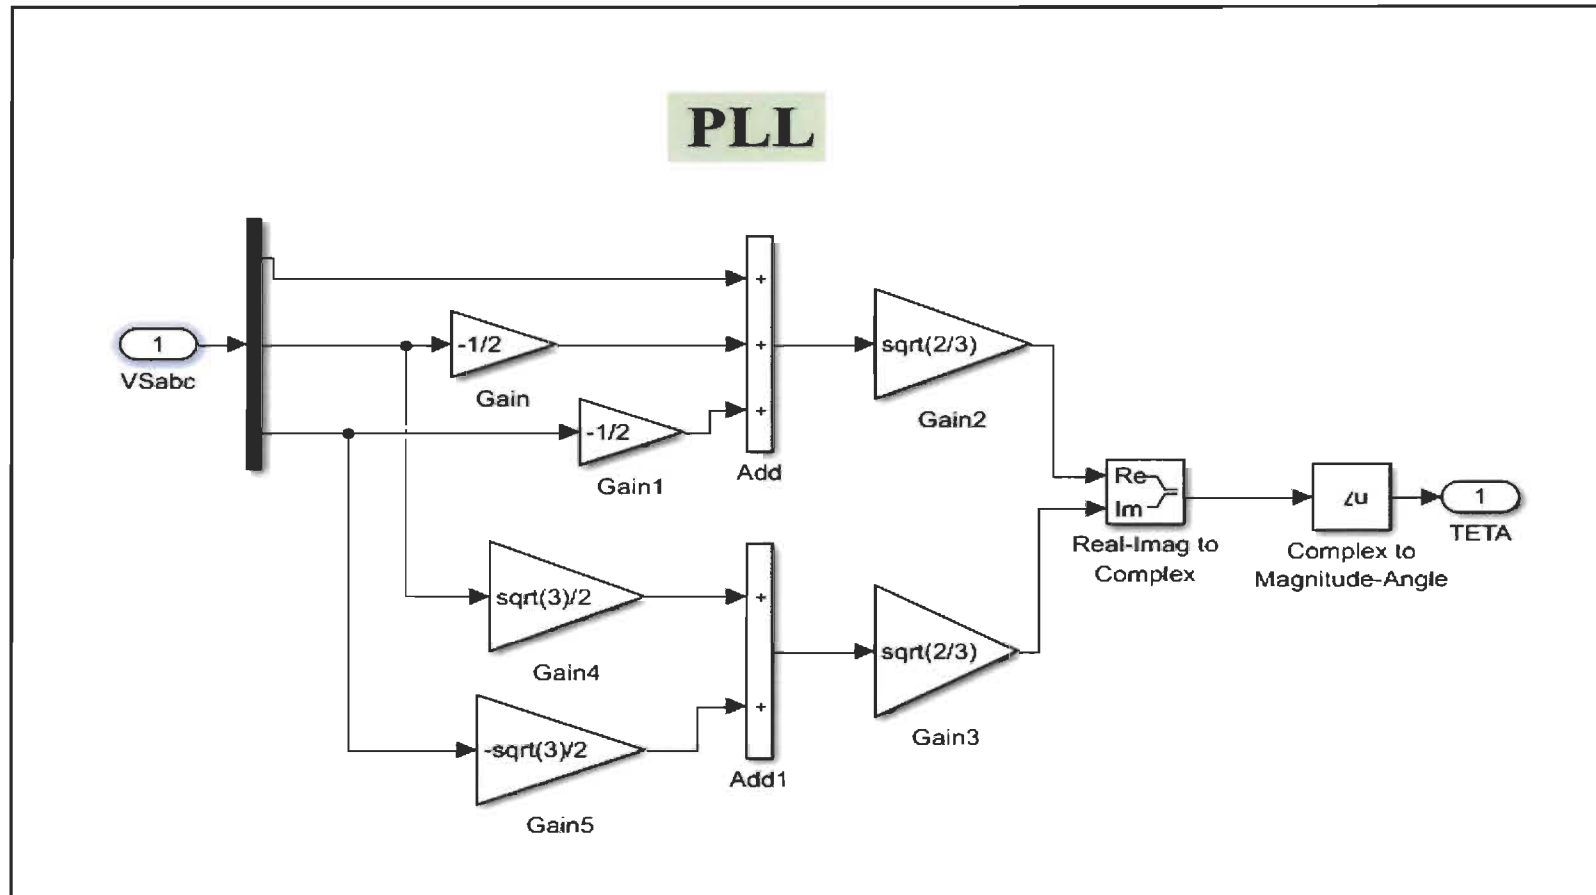 PLL
1
VSabc
-1/2
Gain
-1/2
Gain1
+
+
+
Add
sqrt(2/3)
Gain2
sqrt(3)/2
Gain4
-sqrt(3)/2
Gain5
+
+
Add1
sqrt(2/3)
Gain3
Re
Im
Real-Imag to
Complex
∠u
Complex to
Magnitude-Angle
1
TETA